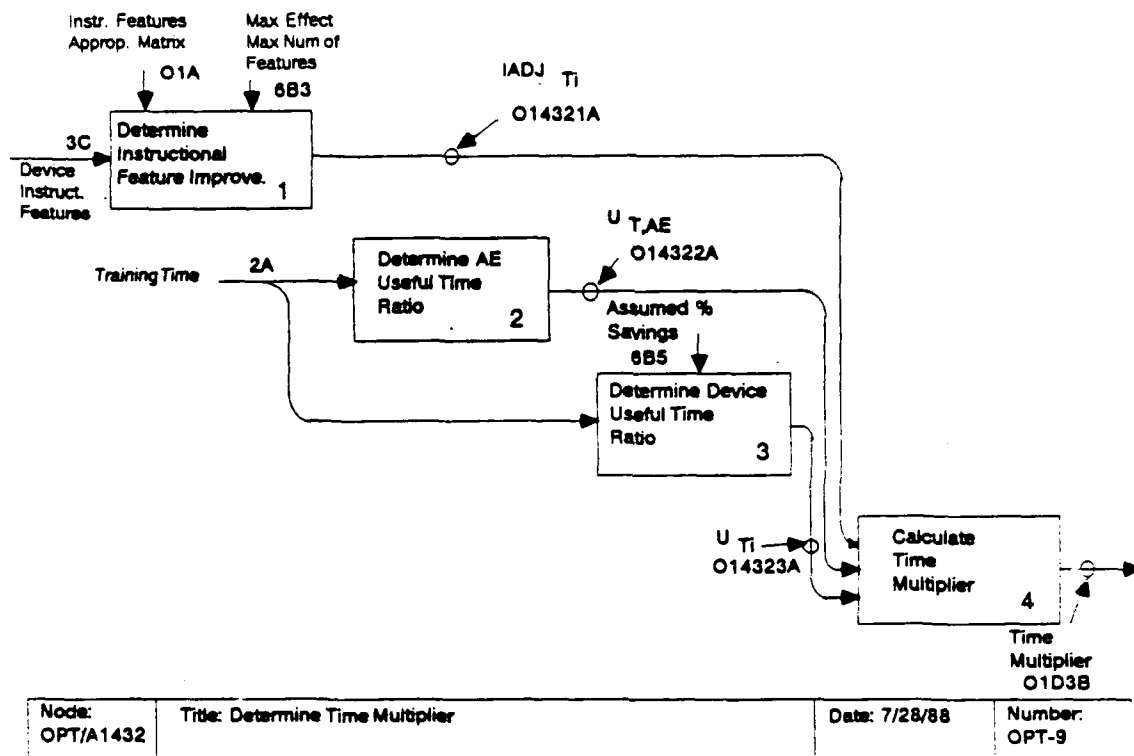 Instr. Features
Approp. Matrix
O1A
Max Effect
Max Num of
Features
6B3
IADJ Ti
O14321A
3C
Device
Instruct.
Features
Determine
Instructional
Feature Improve.
1
Training Time
2A
Determine AE
Useful Time
Ratio
2
U T,AE
O14322A
Assumed %
Savings
6B5
Determine Device
Useful Time
Ratio
3
U Ti
O14323A
Calculate
Time
Multiplier
4
Time
Multiplier
O1D3B
Node:
OPT/A1432
Title: Determine Time Multiplier
Date: 7/28/88
Number:
OPT-9